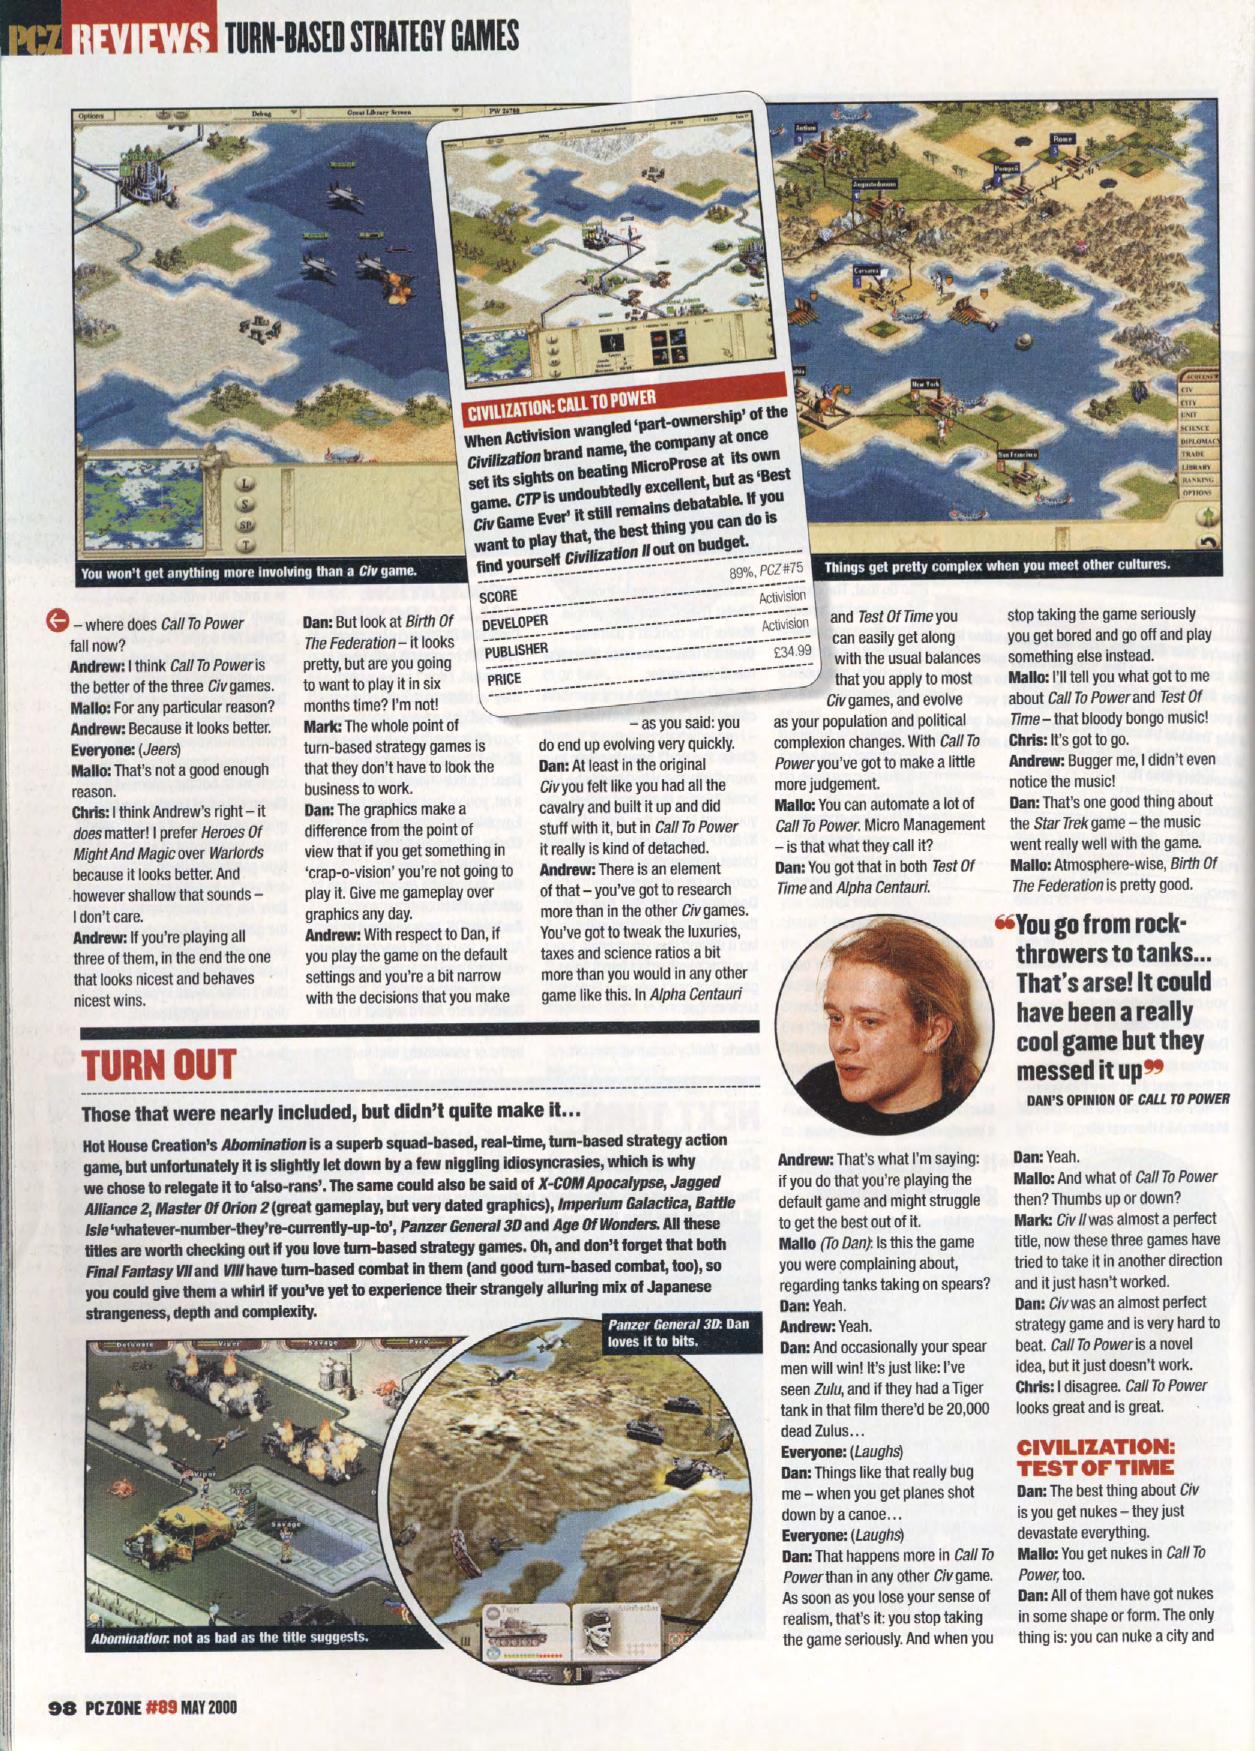 PCZ REVIEWS TURN-BASED STRATEGY GAMES
Options
Debug
Great Library Screen
PW 24780
You won't get anything more involving than a Civ game.
CIVILIZATION: CALL TO POWER
When Activision wangled 'part-ownership' of the
Civilization brand name, the company at once
set its sights on beating MicroProse at its own
game. CTP is undoubtedly excellent, but as 'Best
Civ Game Ever' it still remains debatable. If you
want to play that, the best thing you can do is
find yourself Civilization II out on budget.
SCORE 89%, PCZ #75
DEVELOPER Activision
PUBLISHER Activision
PRICE £34.99
Antium
Rome
Pompeii
Augustodunum
Caesarea
New York
San Francisco
SCREENS
CIV
CITY
UNIT
SCIENCE
DIPLOMACY
TRADE
LIBRARY
RANKING
OPTIONS
L
S
SP
T
Things get pretty complex when you meet other cultures.
– where does Call To Power
fall now?
Andrew: I think Call To Power is
the better of the three Civ games.
Mallo: For any particular reason?
Andrew: Because it looks better.
Everyone: (Jeers)
Mallo: That's not a good enough
reason.
Chris: I think Andrew's right – it
does matter! I prefer Heroes Of
Might And Magic over Warlords
because it looks better. And
however shallow that sounds –
I don't care.
Andrew: If you're playing all
three of them, in the end the one
that looks nicest and behaves
nicest wins.
Dan: But look at Birth Of
The Federation – it looks
pretty, but are you going
to want to play it in six
months time? I'm not!
Mark: The whole point of
turn-based strategy games is
that they don't have to look the
business to work.
Dan: The graphics make a
difference from the point of
view that if you get something in
'crap-o-vision' you're not going to
play it. Give me gameplay over
graphics any day.
Andrew: With respect to Dan, if
you play the game on the default
settings and you're a bit narrow
with the decisions that you make
– as you said: you
do end up evolving very quickly.
Dan: At least in the original
Civ you felt like you had all the
cavalry and built it up and did
stuff with it, but in Call To Power
it really is kind of detached.
Andrew: There is an element
of that – you've got to research
more than in the other Civ games.
You've got to tweak the luxuries,
taxes and science ratios a bit
more than you would in any other
game like this. In Alpha Centauri
and Test Of Time you
can easily get along
with the usual balances
that you apply to most
Civ games, and evolve
as your population and political
complexion changes. With Call To
Power you've got to make a little
more judgement.
Mallo: You can automate a lot of
Call To Power. Micro Management
– is that what they call it?
Dan: You got that in both Test Of
Time and Alpha Centauri.
Andrew: That's what I'm saying:
if you do that you're playing the
default game and might struggle
to get the best out of it.
Mallo (To Dan): Is this the game
you were complaining about,
regarding tanks taking on spears?
Dan: Yeah.
Andrew: Yeah.
Dan: And occasionally your spear
men will win! It's just like: I've
seen Zulu, and if they had a Tiger
tank in that film there'd be 20,000
dead Zulus...
Everyone: (Laughs)
Dan: Things like that really bug
me – when you get planes shot
down by a canoe...
Everyone: (Laughs)
Dan: That happens more in Call To
Power than in any other Civ game.
As soon as you lose your sense of
realism, that's it: you stop taking
the game seriously. And when you
stop taking the game seriously
you get bored and go off and play
something else instead.
Mallo: I'll tell you what got to me
about Call To Power and Test Of
Time – that bloody bongo music!
Chris: It's got to go.
Andrew: Bugger me, I didn't even
notice the music!
Dan: That's one good thing about
the Star Trek game – the music
went really well with the game.
Mallo: Atmosphere-wise, Birth Of
The Federation is pretty good.
“You go from rock-
throwers to tanks...
That's arse! It could
have been a really
cool game but they
messed it up”
DAN'S OPINION OF CALL TO POWER
Dan: Yeah.
Mallo: And what of Call To Power
then? Thumbs up or down?
Mark: Civ II was almost a perfect
title, now these three games have
tried to take it in another direction
and it just hasn't worked.
Dan: Civ was an almost perfect
strategy game and is very hard to
beat. Call To Power is a novel
idea, but it just doesn't work.
Chris: I disagree. Call To Power
looks great and is great.
CIVILIZATION:
TEST OF TIME
Dan: The best thing about Civ
is you get nukes – they just
devastate everything.
Mallo: You get nukes in Call To
Power, too.
Dan: All of them have got nukes
in some shape or form. The only
thing is: you can nuke a city and
TURN OUT
Those that were nearly included, but didn't quite make it...
Hot House Creation's Abomination is a superb squad-based, real-time, turn-based strategy action
game, but unfortunately it is slightly let down by a few niggling idiosyncrasies, which is why
we chose to relegate it to 'also-rans'. The same could also be said of X-COM Apocalypse, Jagged
Alliance 2, Master Of Orion 2 (great gameplay, but very dated graphics), Imperium Galactica, Battle
Isle 'whatever-number-they're-currently-up-to', Panzer General 3D and Age Of Wonders. All these
titles are worth checking out if you love turn-based strategy games. Oh, and don't forget that both
Final Fantasy VII and VIII have turn-based combat in them (and good turn-based combat, too), so
you could give them a whirl if you've yet to experience their strangely alluring mix of Japanese
strangeness, depth and complexity.
Panzer General 3D: Dan
loves it to bits.
Detonate
Viper
Savage
Pyro
Viper
Savage
Tiger
Abomination: not as bad as the title suggests.
98 PCZONE #89 MAY 2000